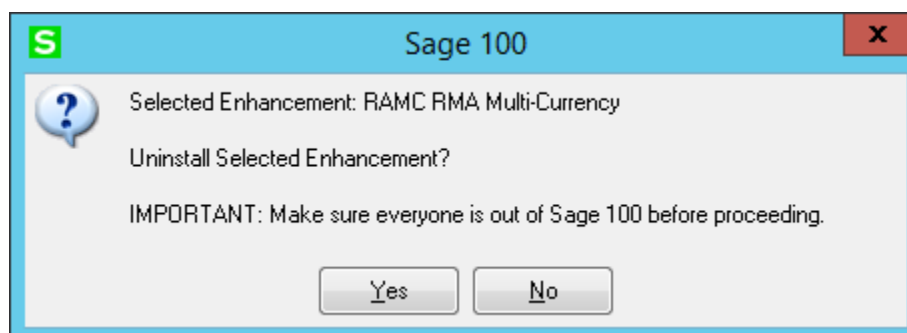 S Sage 100 x
Selected Enhancement: RAMC RMA Multi-Currency
Uninstall Selected Enhancement?
IMPORTANT: Make sure everyone is out of Sage 100 before proceeding.
Yes No